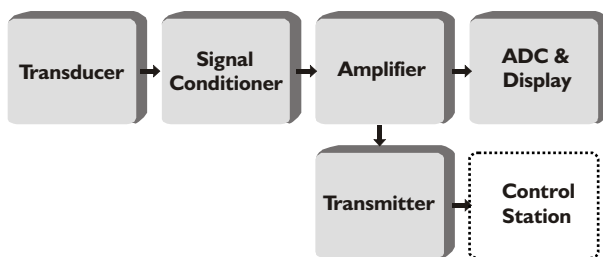 Transducer
Signal
Conditioner
Amplifier
ADC &
Display
Transmitter
Control
Station